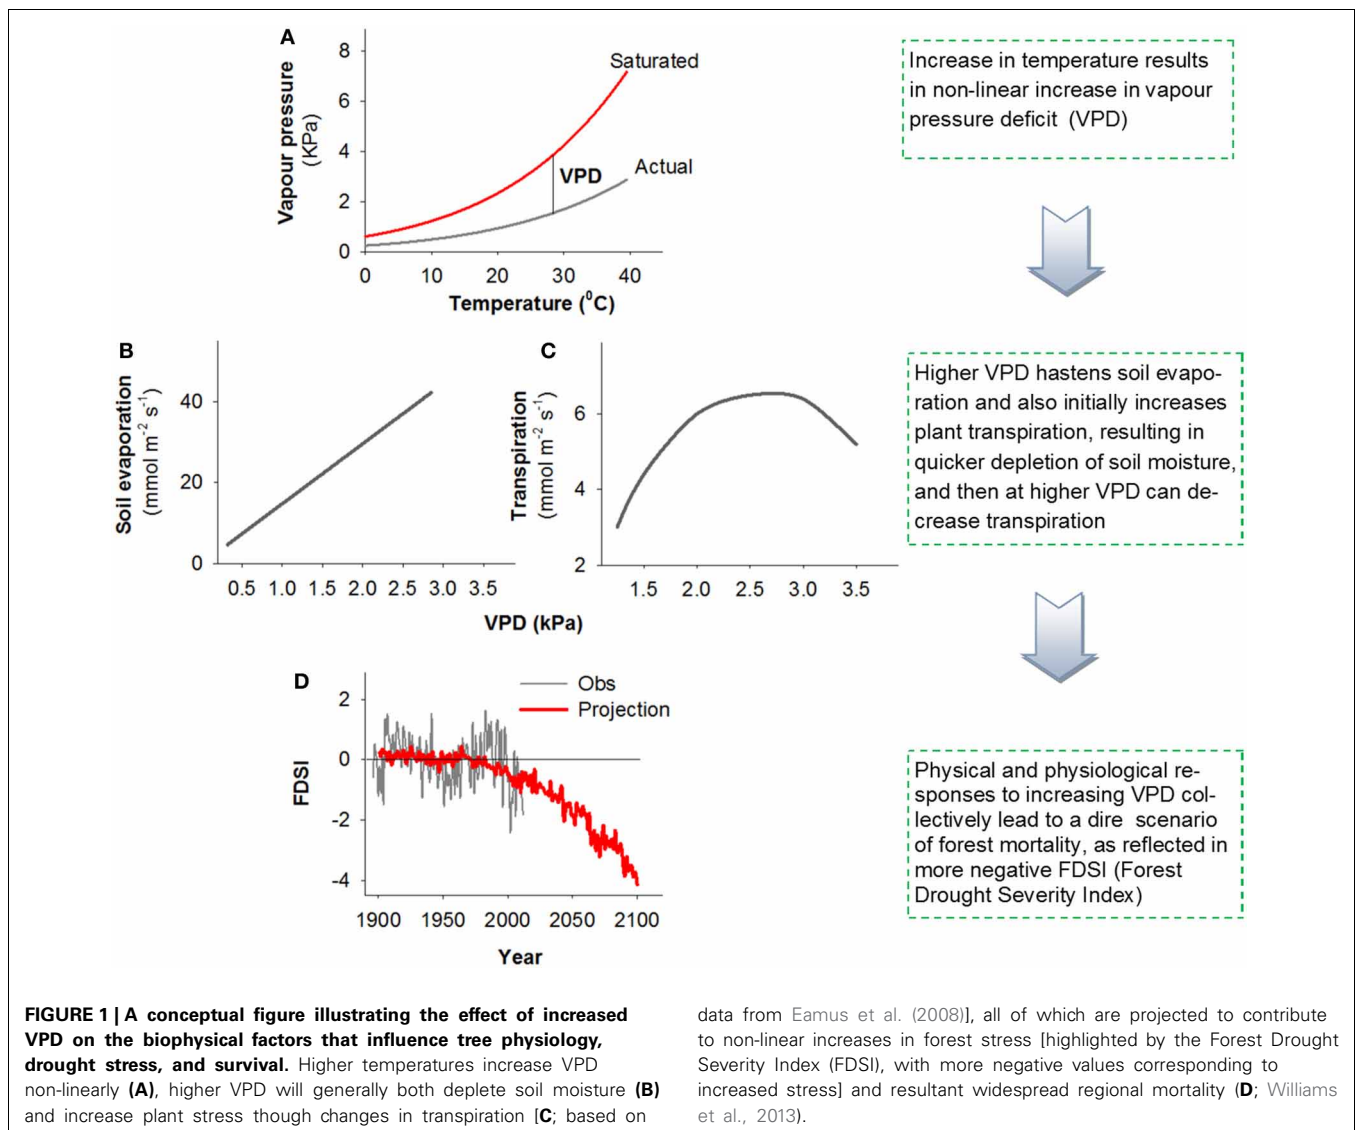 A
Vapour pressure
(KPa)
8
6
4
2
0
Saturated
Actual
VPD
0 10 20 30 40
Temperature (⁰C)
Increase in temperature results
in non-linear increase in vapour
pressure deficit (VPD)
B
Soil evaporation
(mmol m⁻² s⁻¹)
40
20
0
0.5 1.0 1.5 2.0 2.5 3.0 3.5
C
Transpiration
(mmol m⁻² s⁻¹)
6
4
2
1.5 2.0 2.5 3.0 3.5
VPD (kPa)
Higher VPD hastens soil evapo-
ration and also initially increases
plant transpiration, resulting in
quicker depletion of soil moisture,
and then at higher VPD can de-
crease transpiration
D
Obs
Projection
FDSI
2
0
-2
-4
1900 1950 2000 2050 2100
Year
Physical and physiological re-
sponses to increasing VPD col-
lectively lead to a dire scenario
of forest mortality, as reflected in
more negative FDSI (Forest
Drought Severity Index)
FIGURE 1 | A conceptual figure illustrating the effect of increased
VPD on the biophysical factors that influence tree physiology,
drought stress, and survival. Higher temperatures increase VPD
non-linearly (A), higher VPD will generally both deplete soil moisture (B)
and increase plant stress though changes in transpiration [C; based on
data from Eamus et al. (2008)], all of which are projected to contribute
to non-linear increases in forest stress [highlighted by the Forest Drought
Severity Index (FDSI), with more negative values corresponding to
increased stress] and resultant widespread regional mortality (D; Williams
et al., 2013).